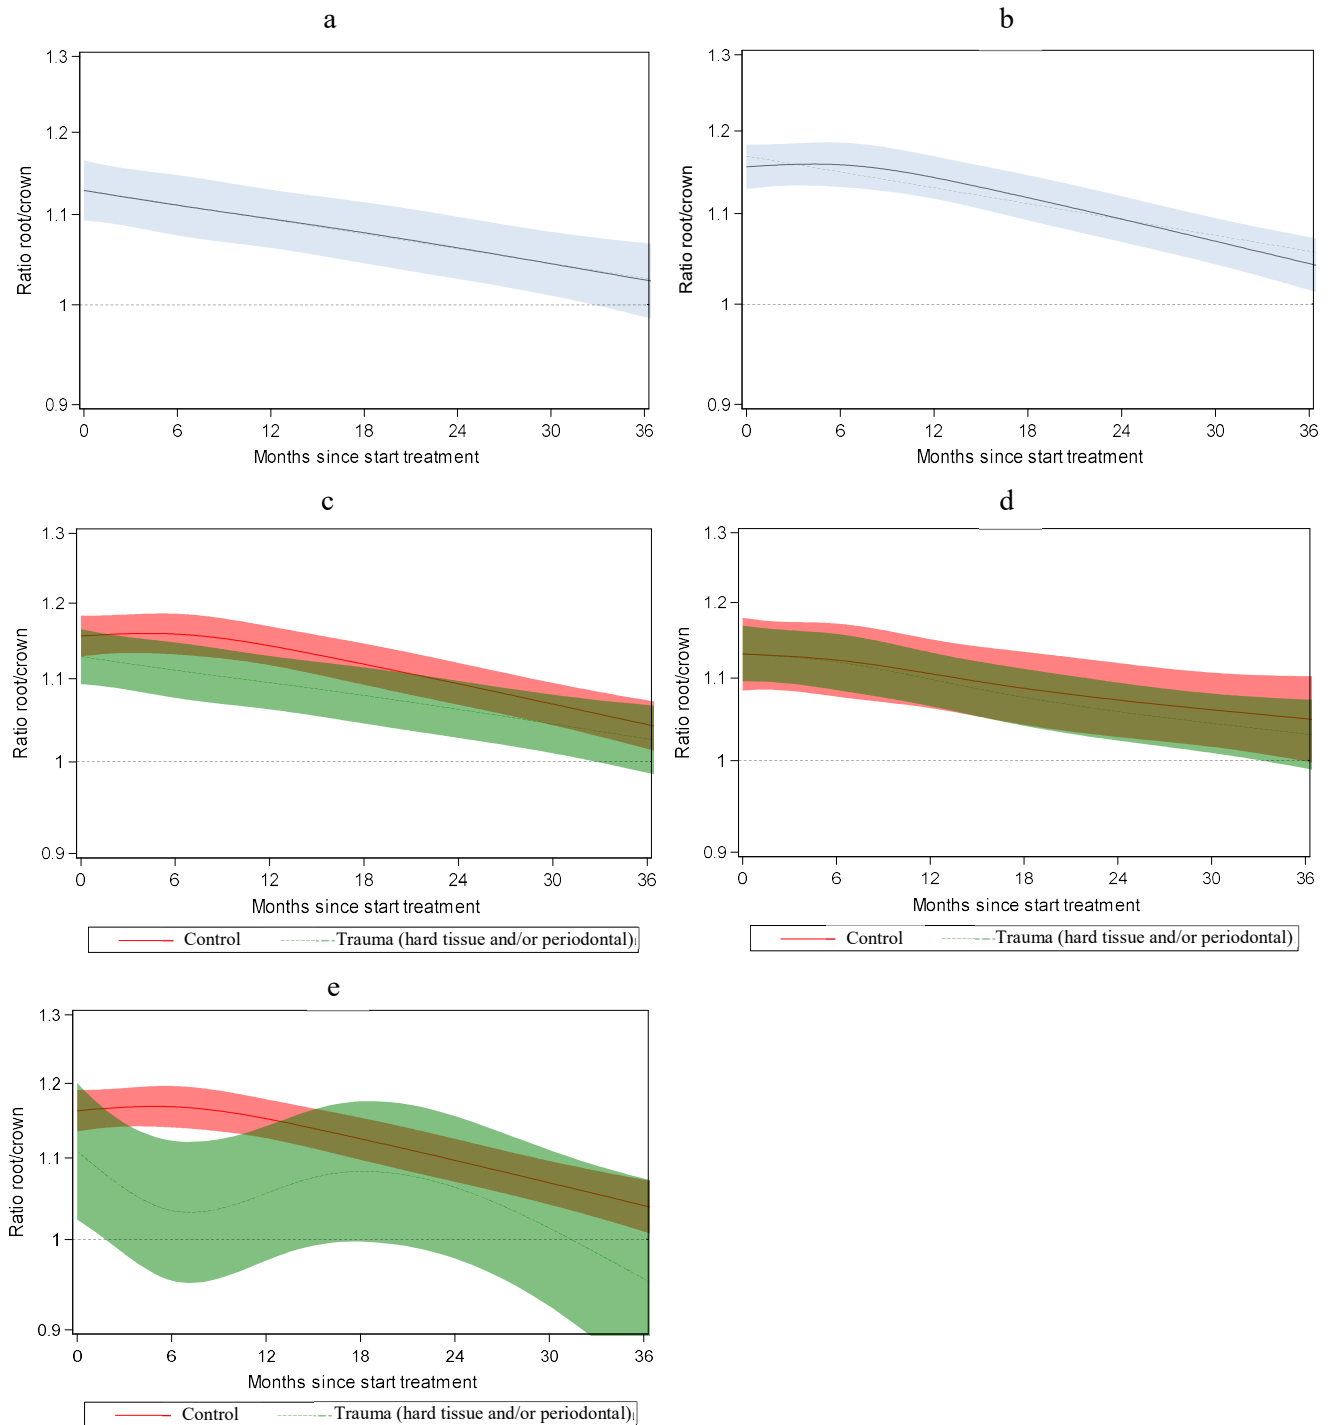 a
1.3
1.2
1.1
1
0.9
Ratio root/crown
0 6 12 18 24 30 36
Months since start treatment
b
1.3
1.2
1.1
1
0.9
Ratio root/crown
0 6 12 18 24 30 36
Months since start treatment
c
1.3
1.2
1.1
1
0.9
Ratio root/crown
0 6 12 18 24 30 36
Months since start treatment
Control Trauma (hard tissue and/or periodontal)
d
1.3
1.2
1.1
1
0.9
Ratio root/crown
0 6 12 18 24 30 36
Months since start treatment
Control Trauma (hard tissue and/or periodontal)
e
1.3
1.2
1.1
1
0.9
Ratio root/crown
0 6 12 18 24 30 36
Months since start treatment
Control Trauma (hard tissue and/or periodontal)